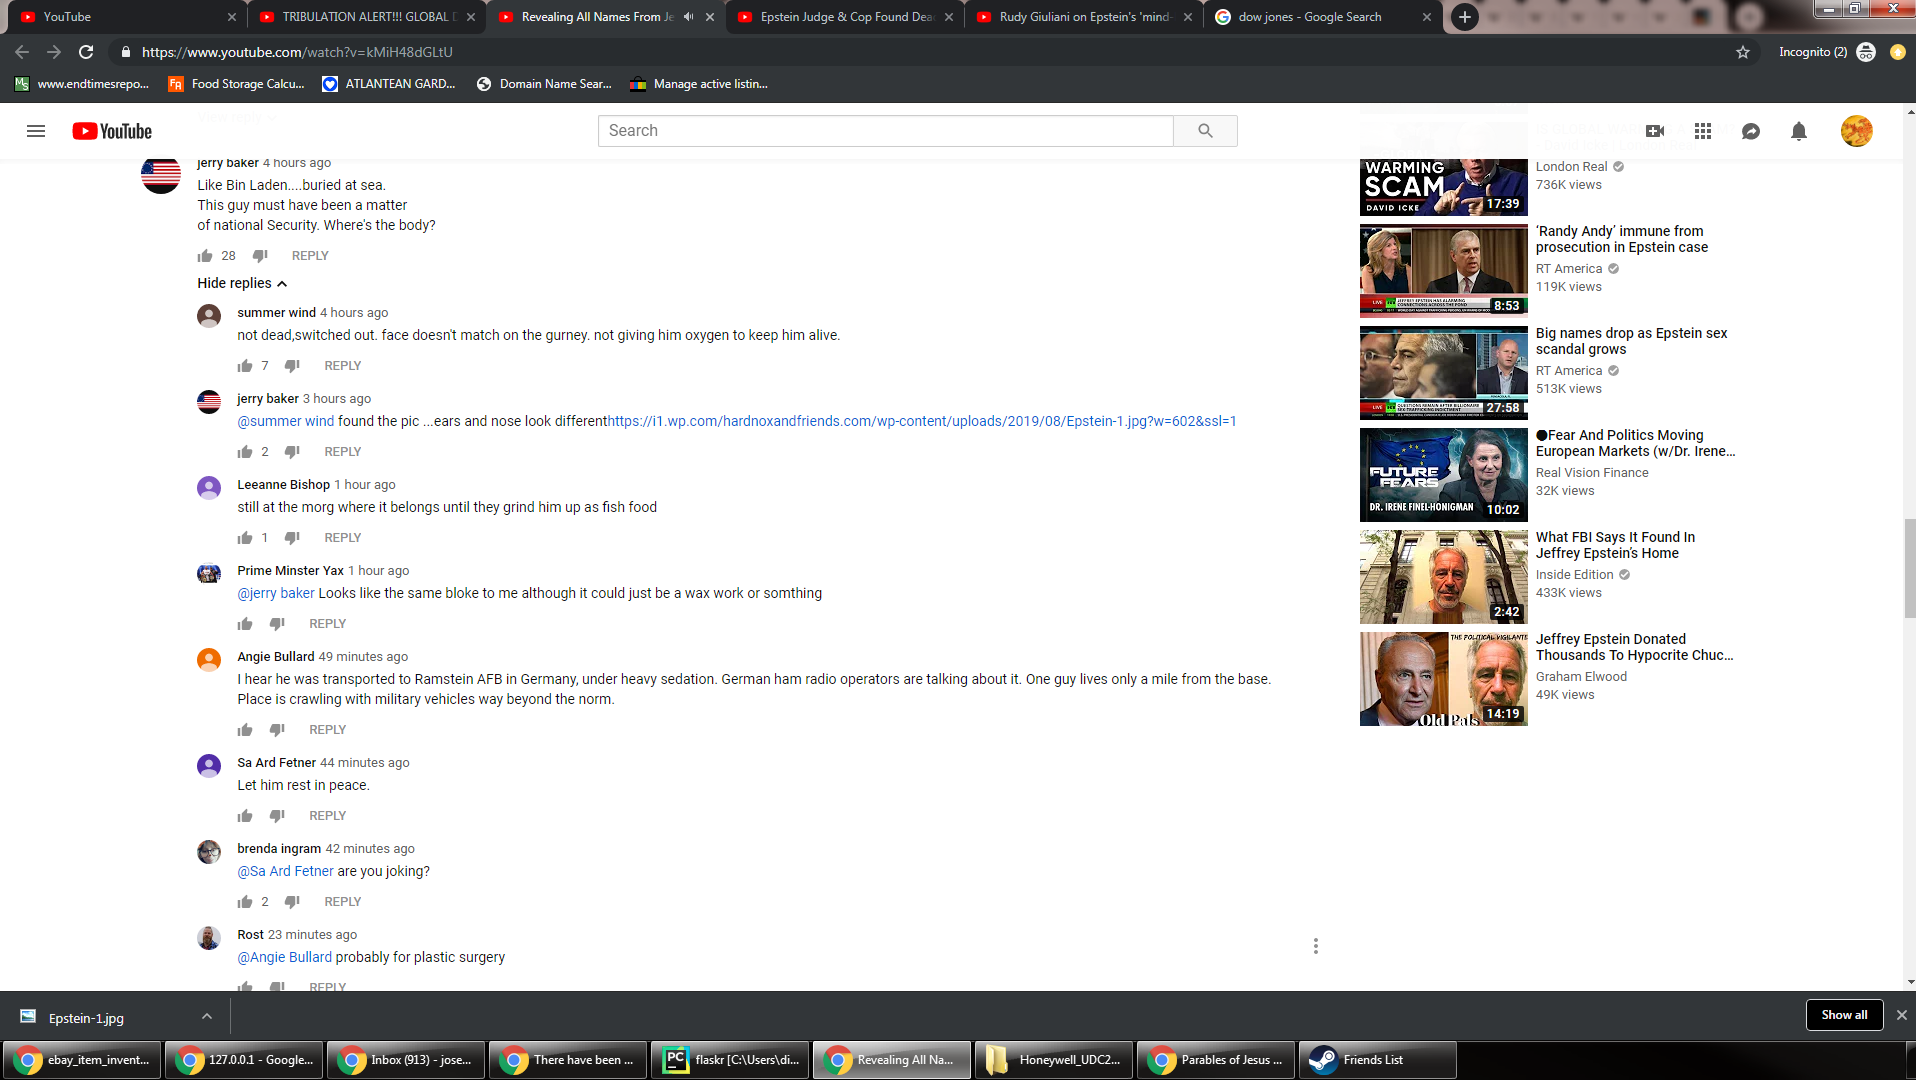 YouTube
TRIBULATION ALERT!!! GLOBAL
Revealing All Names From Je
Epstein Judge & Cop Found Dea
Rudy Giuliani on Epstein's 'mind-
dow jones - Google Search
https://www.youtube.com/watch?v=kMiH48dGLtU
Incognito (2)
www.endtimesrepo...
FR
Food Storage Calcu...
ATLANTEAN GARD...
Domain Name Sear...
Manage active listin...
YouTube
Search
jerry baker 4 hours ago
Like Bin Laden....buried at sea.
This guy must have been a matter
of national Security. Where's the body?
28
REPLY
Hide replies
summer wind 4 hours ago
not dead,switched out. face doesn't match on the gurney. not giving him oxygen to keep him alive.
7
REPLY
jerry baker 3 hours ago
@summer wind found the pic ...ears and nose look differenthttps://i1.wp.com/hardnoxandfriends.com/wp-content/uploads/2019/08/Epstein-1.jpg?w=602&ssl=1
2
REPLY
Leeanne Bishop 1 hour ago
still at the morg where it belongs until they grind him up as fish food
1
REPLY
Prime Minster Yax 1 hour ago
@jerry baker Looks like the same bloke to me although it could just be a wax work or somthing
REPLY
Angie Bullard 49 minutes ago
I hear he was transported to Ramstein AFB in Germany, under heavy sedation. German ham radio operators are talking about it. One guy lives only a mile from the base.
Place is crawling with military vehicles way beyond the norm.
REPLY
Sa Ard Fetner 44 minutes ago
Let him rest in peace.
REPLY
brenda ingram 42 minutes ago
@Sa Ard Fetner are you joking?
2
REPLY
Rost 23 minutes ago
@Angie Bullard probably for plastic surgery
REPLY
WARMING
SCAM
DAVID ICKE
17:39
London Real
736K views
LIVE
JEFFREY EPSTEIN HAS ALARMING
CONNECTIONS ACROSS THE POND
8:53
'Randy Andy' immune from
prosecution in Epstein case
RT America
119K views
LIVE
27:58
Big names drop as Epstein sex
scandal grows
RT America
513K views
FUTURE
FEARS
DR. IRENE FINEL-HONIGMAN
10:02
●Fear And Politics Moving
European Markets (w/Dr. Irene...
Real Vision Finance
32K views
2:42
What FBI Says It Found In
Jeffrey Epstein's Home
Inside Edition
433K views
THE POLITICAL VIGILANTE
Old Pals
14:19
Jeffrey Epstein Donated
Thousands To Hypocrite Chuc...
Graham Elwood
49K views
Epstein-1.jpg
Show all
ebay_item_invent...
127.0.0.1 - Google...
Inbox (913) - jose...
There have been ...
PC
flaskr [C:\Users\di...
Revealing All Na...
Honeywell_UDC2...
Parables of Jesus ...
Friends List